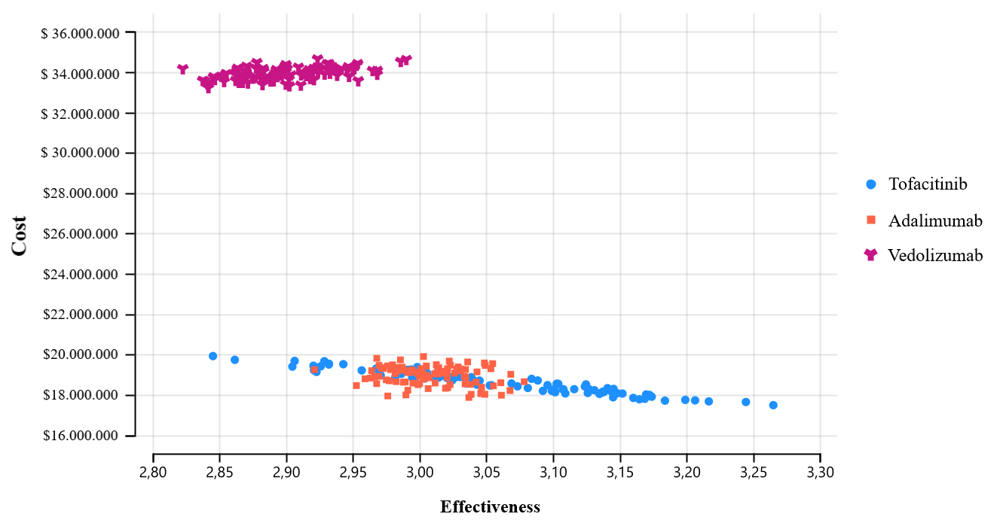 $ 36.000.000
$ 34.000.000
$ 32.000.000
$ 30.000.000
$28.000.000
$26.000.000
$24.000.000
$22.000.000
$20.000.000
$18.000.000
$16.000.000
Cost
2,80 2,85 2,90 2,95 3,00 3,05 3,10 3,15 3,20 3,25 3,30
Effectiveness
Tofacitinib
Adalimumab
Vedolizumab